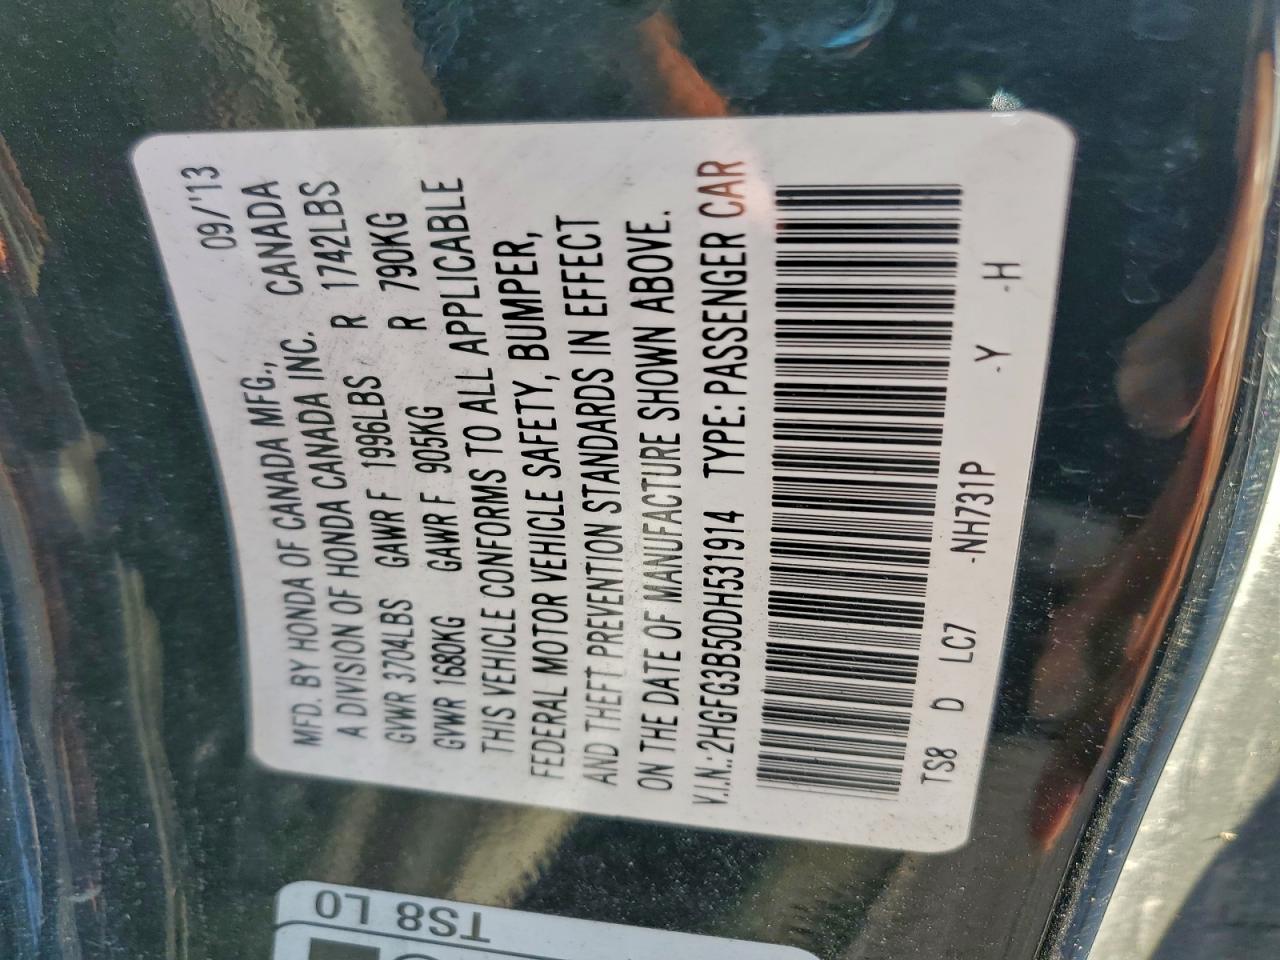 09/'13
MFD. BY HONDA OF CANADA MFG., CANADA
A DIVISION OF HONDA CANADA INC.
GVWR 3704LBS GAWR F 1996LBS R 1742LBS
GVWR 1680KG GAWR F 905KG R 790KG
THIS VEHICLE CONFORMS TO ALL APPLICABLE
FEDERAL MOTOR VEHICLE SAFETY, BUMPER,
AND THEFT PREVENTION STANDARDS IN EFFECT
ON THE DATE OF MANUFACTURE SHOWN ABOVE.
V.I.N.: 2HGFG3B50DH531914 TYPE: PASSENGER CAR
TS8 D LC7 -NH731P -Y -H
TS8 L0